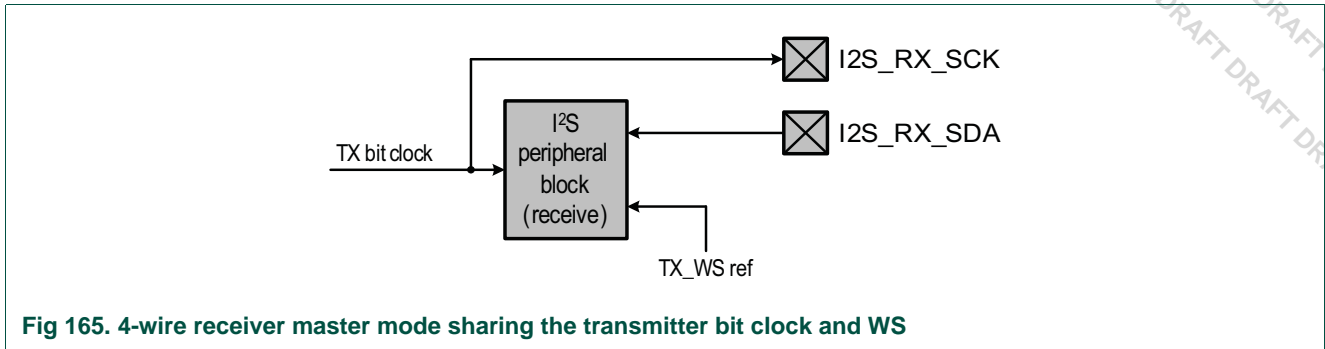 DRAFT
DRAFT
DRAFT DRAFT
I2S_RX_SCK
I2S
peripheral
block
(receive)
I2S_RX_SDA
TX bit clock
TX_WS ref
Fig 165. 4-wire receiver master mode sharing the transmitter bit clock and WS